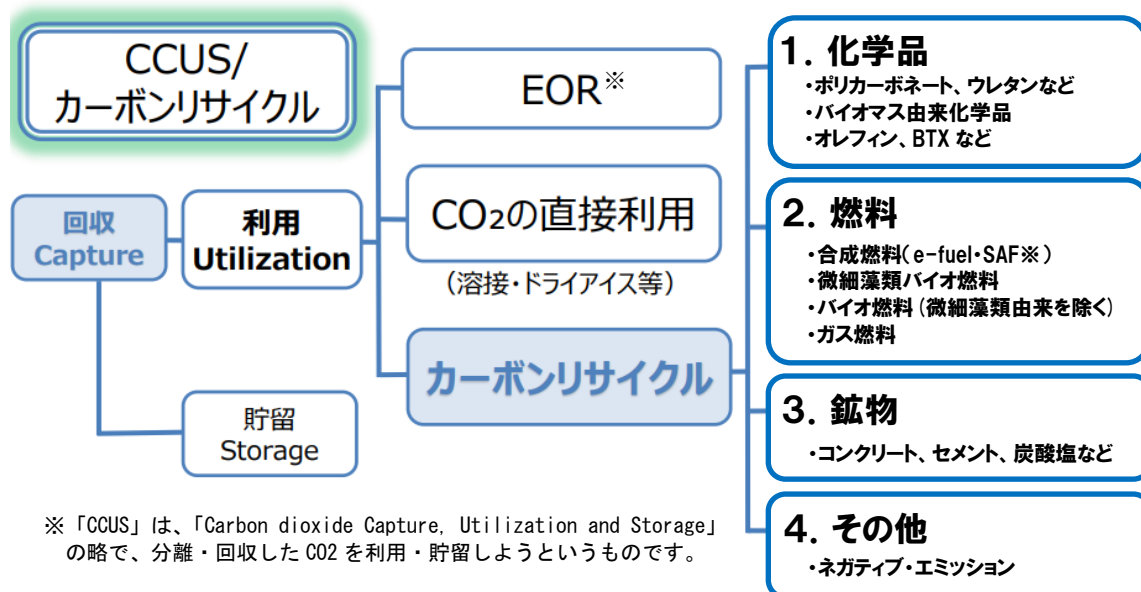 CCUS/
カーボンリサイクル
回収
Capture
利用
Utilization
貯留
Storage
EOR※
CO2の直接利用
(溶接・ドライアイス等)
カーボンリサイクル
1. 化学品
・ポリカーボネート、ウレタンなど
・バイオマス由来化学品
・オレフィン、BTX など
2. 燃料
・合成燃料(e-fuel・SAF※)
・微細藻類バイオ燃料
・バイオ燃料(微細藻類由来を除く)
・ガス燃料
3. 鉱物
・コンクリート、セメント、炭酸塩など
4. その他
・ネガティブ・エミッション
※「CCUS」は、「Carbon dioxide Capture, Utilization and Storage」
の略で、分離・回収した CO2 を利用・貯留しようというものです。